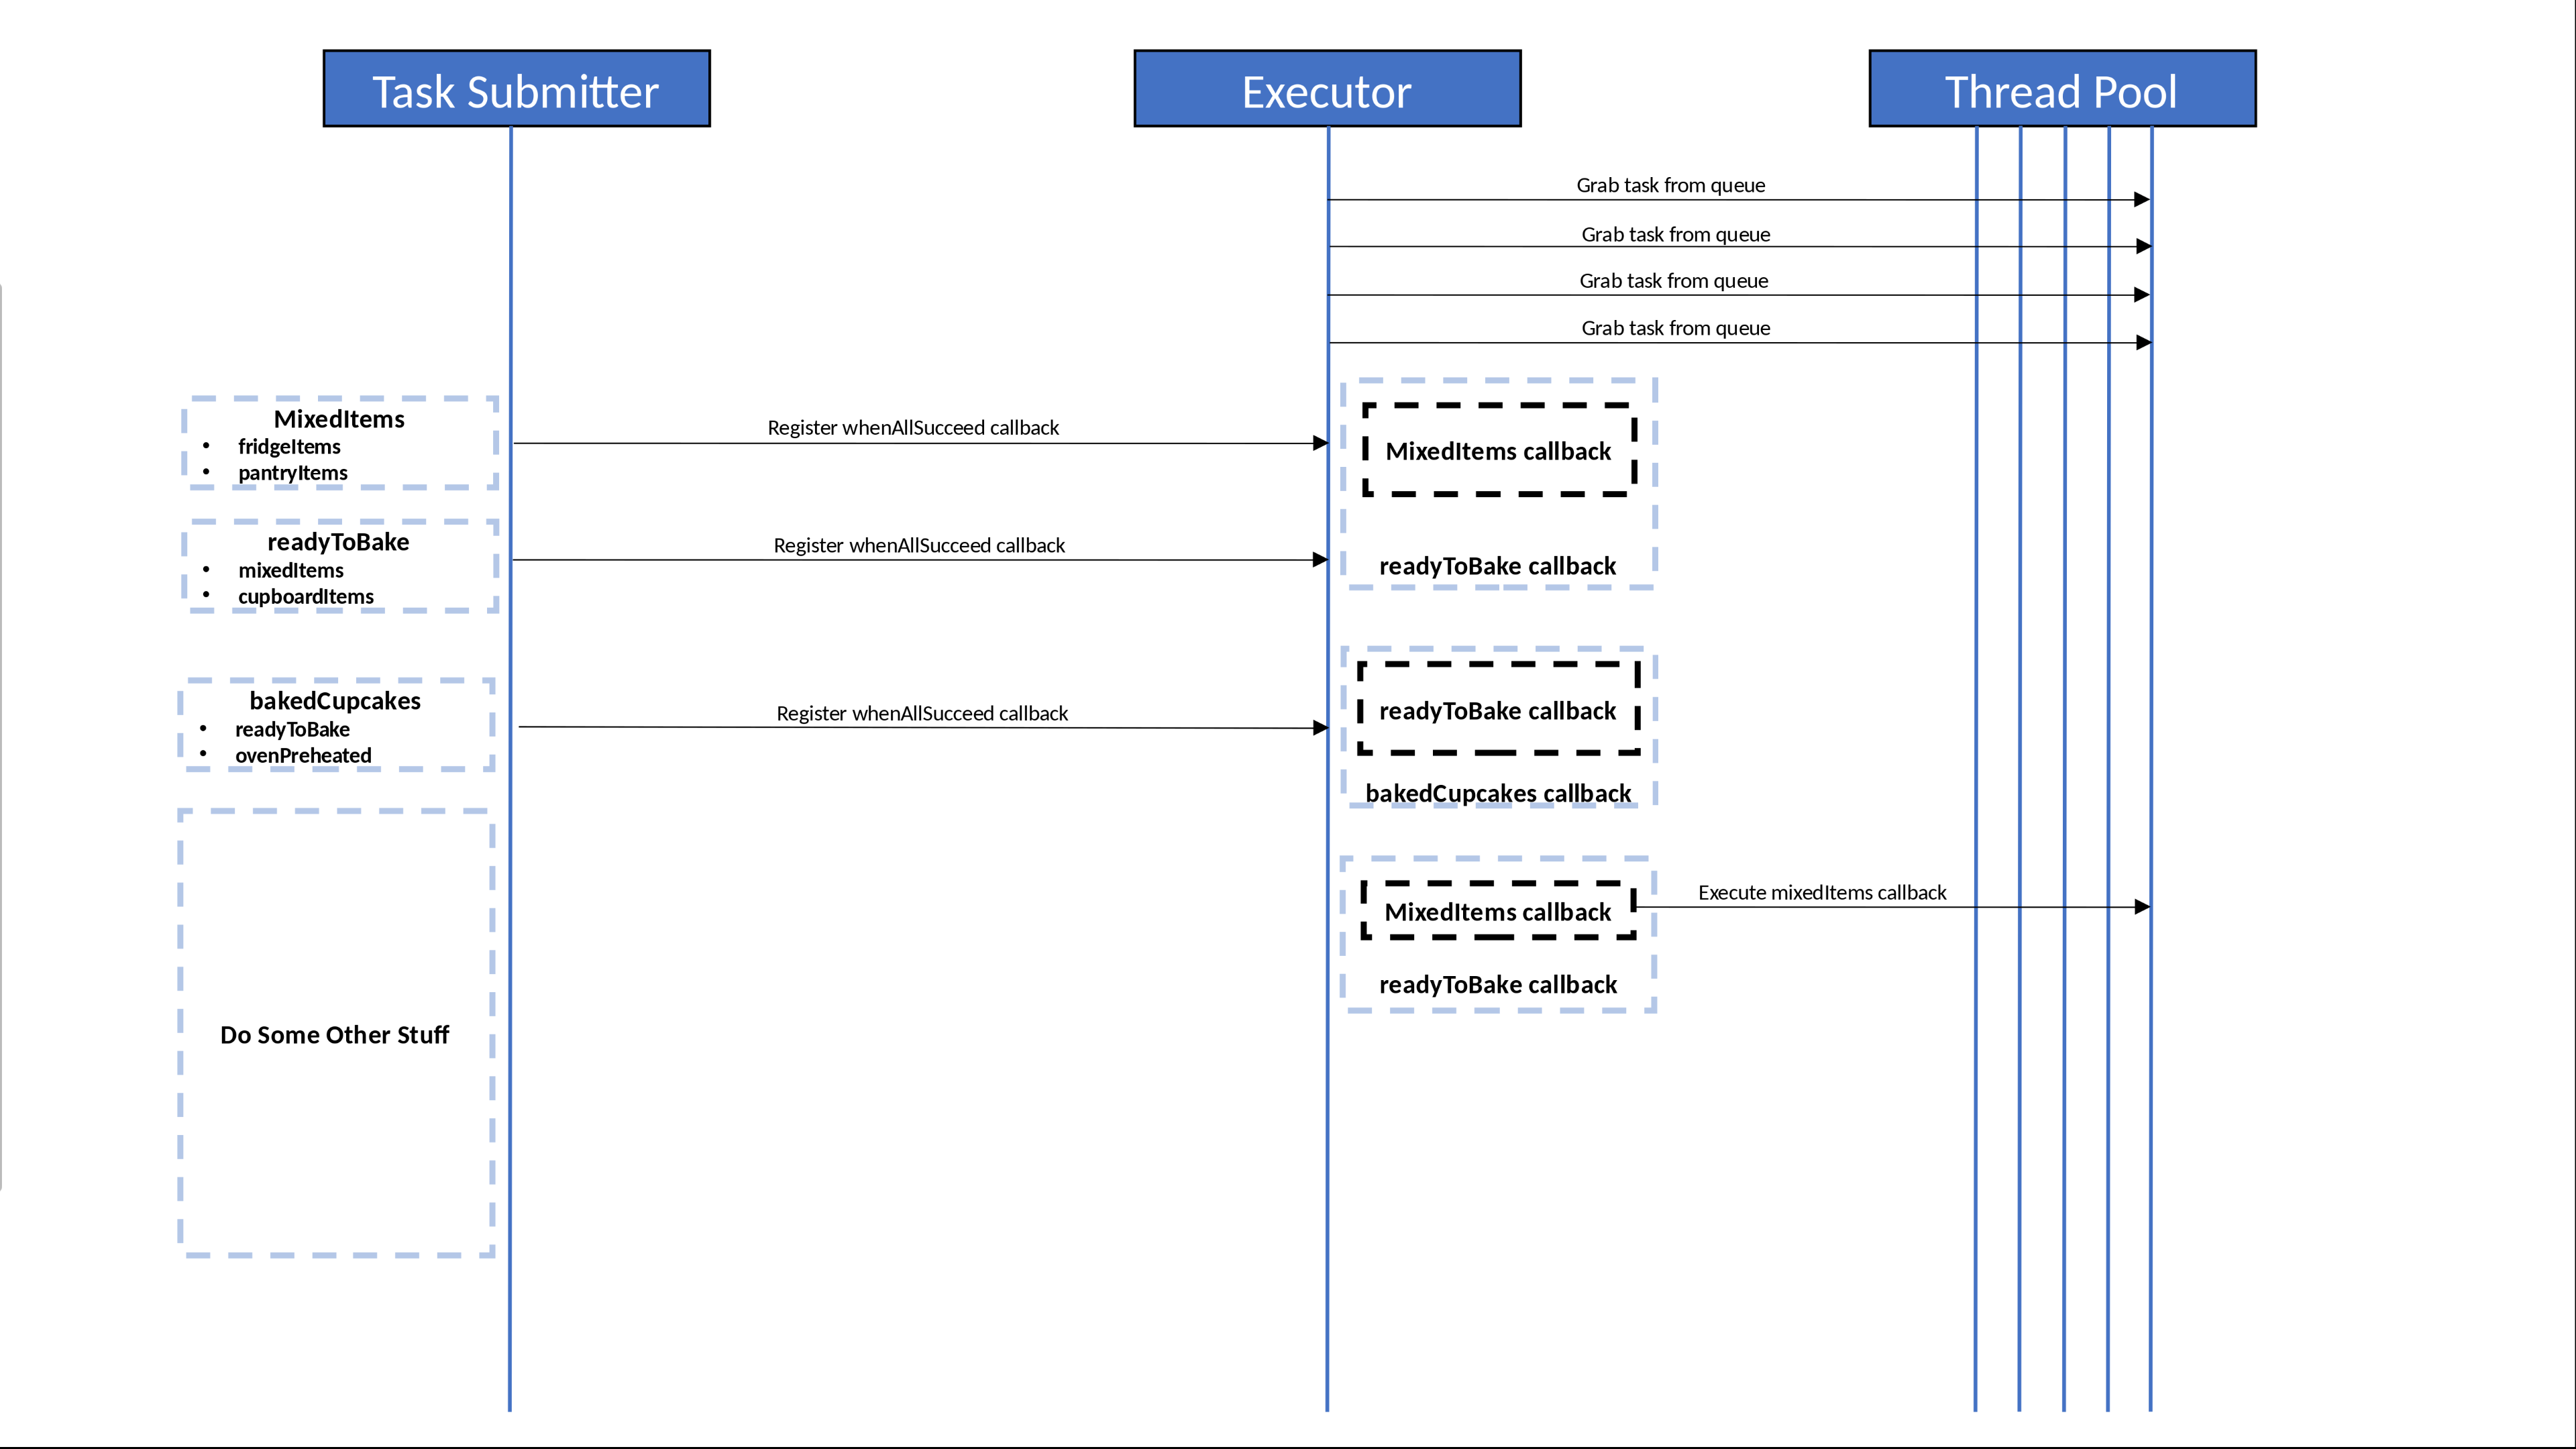 Task Submitter
Executor
Thread Pool
Grab task from queue
Grab task from queue
Grab task from queue
Grab task from queue
MixedItems
• fridgeItems
• pantryItems
Register whenAllSucceed callback
MixedItems callback
readyToBake
• mixedItems
• cupboardItems
Register whenAllSucceed callback
readyToBake callback
bakedCupcakes
• readyToBake
• ovenPreheated
Register whenAllSucceed callback
readyToBake callback
bakedCupcakes callback
Do Some Other Stuff
MixedItems callback
Execute mixedItems callback
readyToBake callback